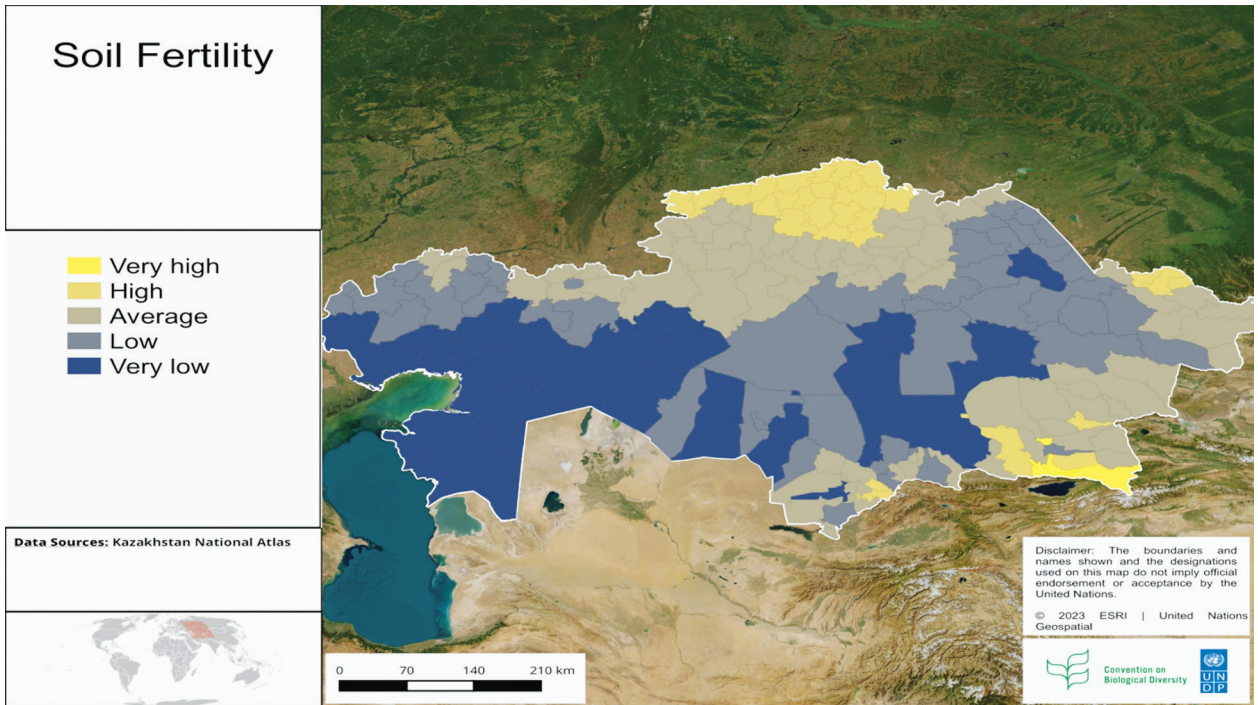 Soil Fertility
Very high
High
Average
Low
Very low
Data Sources: Kazakhstan National Atlas
0 70 140 210 km
Disclaimer: The boundaries and
names shown and the designations
used on this map do not imply official
endorsement or acceptance by the
United Nations.
© 2023 ESRI | United Nations
Geospatial
Convention on
Biological Diversity
U N
D P